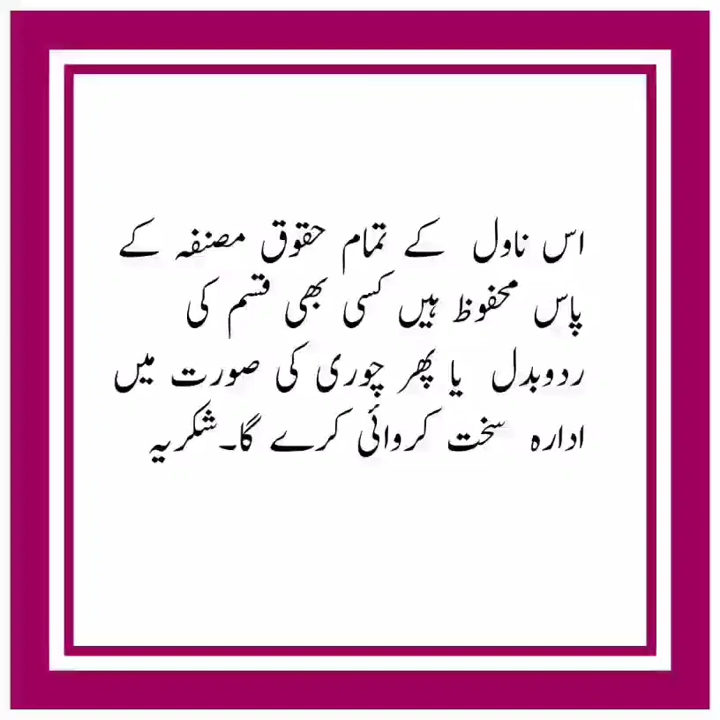 اس ناول کے تمام حقوق مصنفہ کے
پاس محفوظ ہیں کسی بھی قسم کی
ردوبدل یا پھر چوری کی صورت میں
ادارہ سخت کروائی کرے گا۔شکریہ